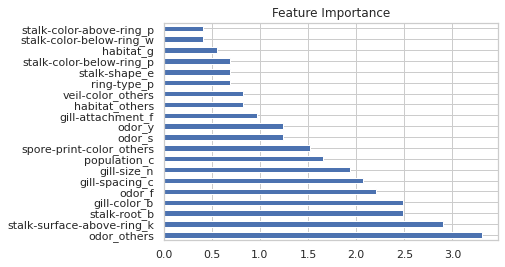 Feature Importance
stalk-color-above-ring_p
stalk-color-below-ring_w
habitat_g
stalk-color-below-ring_p
stalk-shape_e
ring-type_p
veil-color_others
habitat_others
gill-attachment_f
odor_y
odor_s
spore-print-color_others
population_c
gill-size_n
gill-spacing_c
odor_f
gill-color_b
stalk-root_b
stalk-surface-above-ring_k
odor_others
0.0 0.5 1.0 1.5 2.0 2.5 3.0